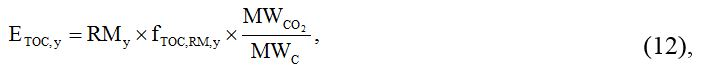 E_TOC,y = RM_y × f_TOC,RM,y × MW_CO₂ / MW_C , (12),